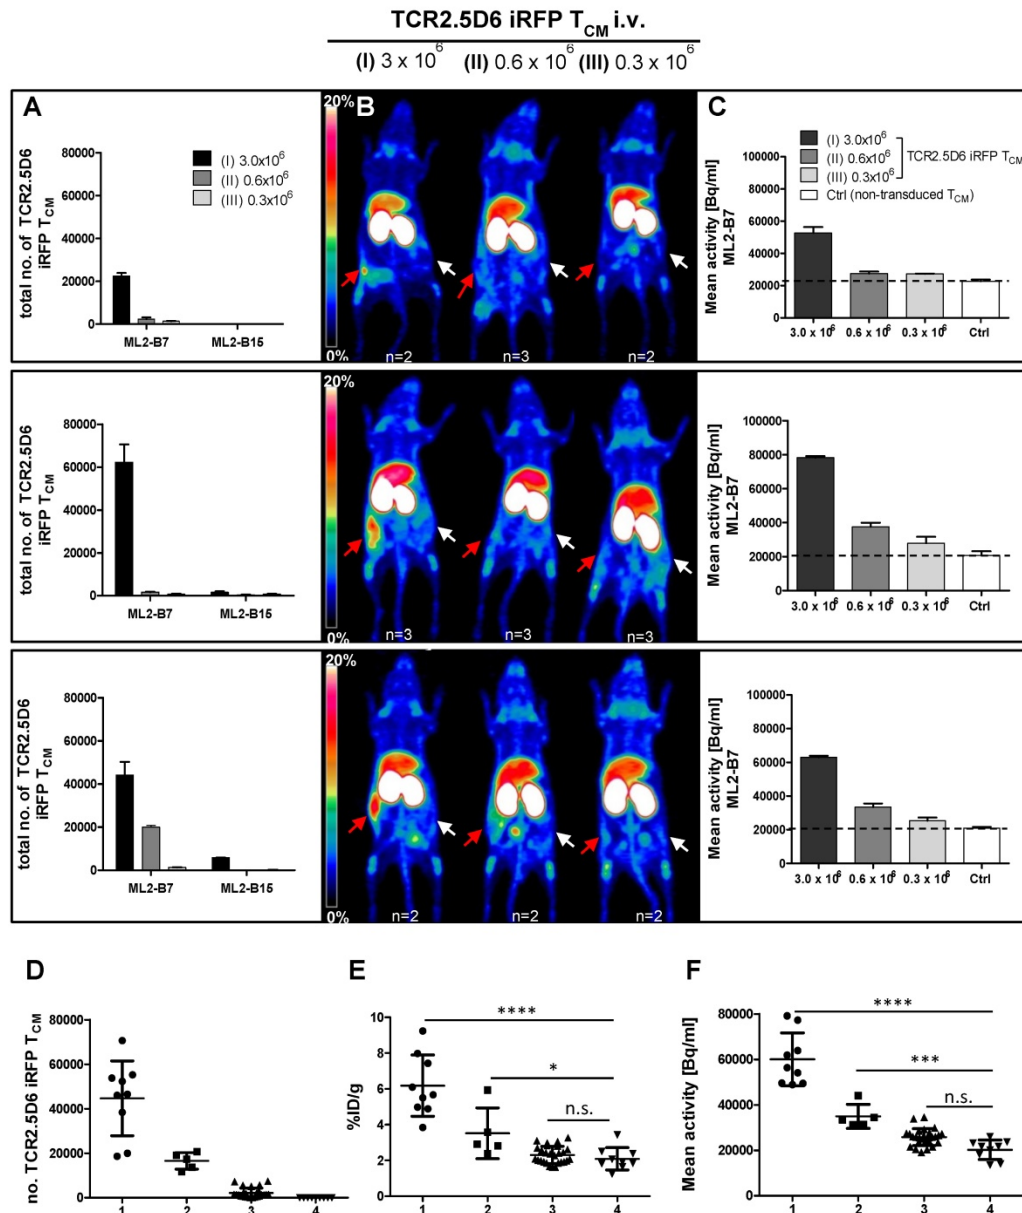 TCR2.5D6 iRFP T_CM i.v.
(I) 3 x 10^6 (II) 0.6 x 10^6 (III) 0.3 x 10^6
A
total no. of TCR2.5D6
iRFP T_CM
80000
60000
40000
20000
0
(I) 3.0x10^6
(II) 0.6x10^6
(III) 0.3x10^6
ML2-B7 ML2-B15
B
20%
0%
n=2 n=3 n=2
C
Mean activity [Bq/ml]
ML2-B7
100000
80000
60000
40000
20000
0
(I) 3.0x10^6
(II) 0.6x10^6
(III) 0.3x10^6
TCR2.5D6 iRFP T_CM
Ctrl (non-transduced T_CM)
3.0 x 10^6 0.6 x 10^6 0.3 x 10^6 Ctrl
total no. of TCR2.5D6
iRFP T_CM
80000
60000
40000
20000
0
ML2-B7 ML2-B15
20%
0%
n=3 n=3 n=3
Mean activity [Bq/ml]
ML2-B7
100000
80000
60000
40000
20000
0
3.0 x 10^6 0.6 x 10^6 0.3 x 10^6 Ctrl
total no. of TCR2.5D6
iRFP T_CM
80000
60000
40000
20000
0
ML2-B7 ML2-B15
20%
0%
n=2 n=2 n=2
Mean activity [Bq/ml]
ML2-B7
100000
80000
60000
40000
20000
0
3.0 x 10^6 0.6 x 10^6 0.3 x 10^6 Ctrl
D
no. TCR2.5D6 iRFP T_CM
80000
60000
40000
20000
0
1 2 3 4
E
%ID/g
10
8
6
4
2
0
****
*
n.s.
1 2 3 4
F
Mean activity [Bq/ml]
80000
60000
40000
20000
0
****
***
n.s.
1 2 3 4